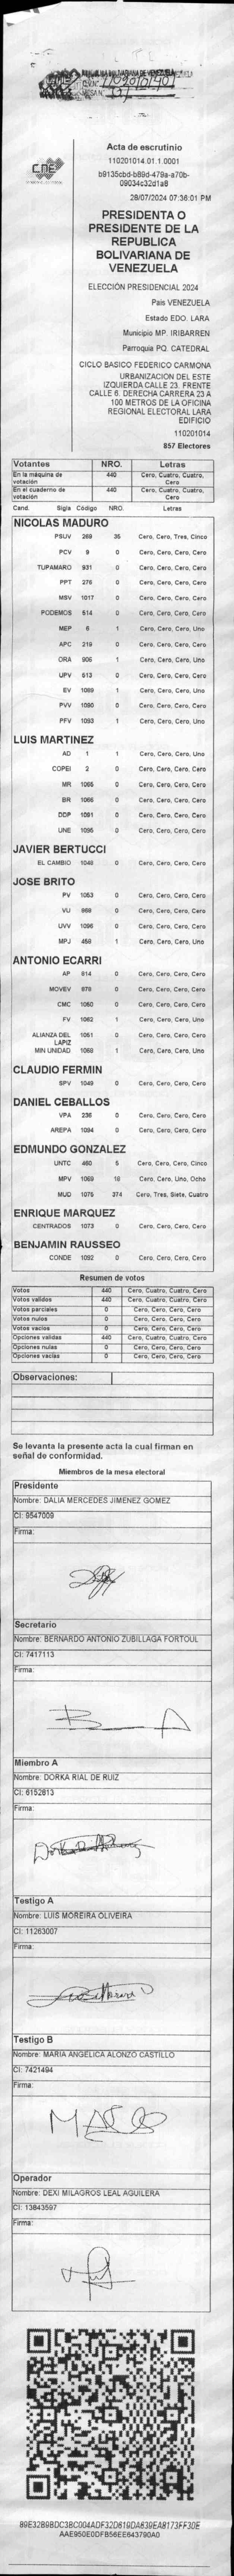 CNE
Acta de escrutinio
110201014.01.1.0001
b9135cbd-b89d-479a-a70b-
09034c32d1a8
28/07/2024 07:36:01 PM
PRESIDENTA O
PRESIDENTE DE LA
REPUBLICA
BOLIVARIANA DE
VENEZUELA
ELECCIÓN PRESIDENCIAL 2024
País VENEZUELA
Estado EDO. LARA
Municipio MP. IRIBARREN
Parroquia PQ. CATEDRAL
CICLO BASICO FEDERICO CARMONA
URBANIZACIÓN DEL ESTE
IZQUIERDA CALLE 23. FRENTE
CALLE 6. DERECHA CARRERA 23 A
100 METROS DE LA OFICINA
REGIONAL ELECTORAL LARA
EDIFICIO
110201014
857 Electores
Votantes NRO. Letras
En la máquina de votación 440 Cero, Cuatro, Cuatro, Cero
En el cuaderno de votación 440 Cero, Cuatro, Cuatro, Cero
Cand. Sigla Código NRO. Letras
NICOLAS MADURO
PSUV 269 35 Cero, Cero, Tres, Cinco
PCV 9 0 Cero, Cero, Cero, Cero
TUPAMARO 931 0 Cero, Cero, Cero, Cero
PPT 276 0 Cero, Cero, Cero, Cero
MSV 1017 0 Cero, Cero, Cero, Cero
PODEMOS 514 0 Cero, Cero, Cero, Cero
MEP 6 1 Cero, Cero, Cero, Uno
APC 219 0 Cero, Cero, Cero, Cero
ORA 906 1 Cero, Cero, Cero, Uno
UPV 613 0 Cero, Cero, Cero, Cero
EV 1089 1 Cero, Cero, Cero, Uno
PVV 1090 0 Cero, Cero, Cero, Cero
PFV 1093 1 Cero, Cero, Cero, Uno
LUIS MARTINEZ
AD 1 1 Cero, Cero, Cero, Uno
COPEI 2 0 Cero, Cero, Cero, Cero
MR 1065 0 Cero, Cero, Cero, Cero
BR 1066 0 Cero, Cero, Cero, Cero
DDP 1091 0 Cero, Cero, Cero, Cero
UNE 1095 0 Cero, Cero, Cero, Cero
JAVIER BERTUCCI
EL CAMBIO 1048 0 Cero, Cero, Cero, Cero
JOSE BRITO
PV 1053 0 Cero, Cero, Cero, Cero
VU 0 Cero, Cero, Cero, Cero
UVV 1096 0 Cero, Cero, Cero, Cero
MPJ 458 1 Cero, Cero, Cero, Uno
ANTONIO ECARRI
AP 814 0 Cero, Cero, Cero, Cero
MOVEV 878 0 Cero, Cero, Cero, Cero
CMC 1050 0 Cero, Cero, Cero, Cero
FV 1062 1 Cero, Cero, Cero, Uno
ALIANZA DEL LAPIZ 1051 0 Cero, Cero, Cero, Cero
MIN UNIDAD 1068 1 Cero, Cero, Cero, Uno
CLAUDIO FERMIN
SPV 1049 0 Cero, Cero, Cero, Cero
DANIEL CEBALLOS
VPA 236 0 Cero, Cero, Cero, Cero
AREPA 1094 0 Cero, Cero, Cero, Cero
EDMUNDO GONZALEZ
UNTC 460 5 Cero, Cero, Cero, Cinco
MPV 1069 18 Cero, Cero, Uno, Ocho
MUD 1075 374 Cero, Tres, Siete, Cuatro
ENRIQUE MARQUEZ
CENTRADOS 1073 0 Cero, Cero, Cero, Cero
BENJAMIN RAUSSEO
CONDE 1092 0 Cero, Cero, Cero, Cero
Resumen de votos
Votos 440 Cero, Cuatro, Cuatro, Cero
Votos validos 440 Cero, Cuatro, Cuatro, Cero
Votos parciales 0 Cero, Cero, Cero, Cero
Votos nulos 0 Cero, Cero, Cero, Cero
Votos vacios 0 Cero, Cero, Cero, Cero
Opciones validas 440 Cero, Cuatro, Cuatro, Cero
Opciones nulas 0 Cero, Cero, Cero, Cero
Opciones vacias 0 Cero, Cero, Cero, Cero
Observaciones:
Se levanta la presente acta la cual firman en
señal de conformidad.
Miembros de la mesa electoral
Presidente
Nombre: DALIA MERCEDES JIMENEZ GOMEZ
CI: 9547009
Firma:
Secretario
Nombre: BERNARDO ANTONIO ZUBILLAGA FORTOUL
CI: 7417113
Firma:
Miembro A
Nombre: DORKA RIAL DE RUIZ
CI: 6152813
Firma:
Testigo A
Nombre: LUIS MOREIRA OLIVEIRA
CI: 11263007
Firma:
Testigo B
Nombre: MARIA ANGELICA ALONZO CASTILLO
CI: 7421494
Firma:
Operador
Nombre: DEXI MILAGROS LEAL AGUILERA
CI: 13843597
Firma:
89E32B9BDC3BC004ADF32D619DA639EA8173FF30E
AAE950E0DFB56EE643790A0